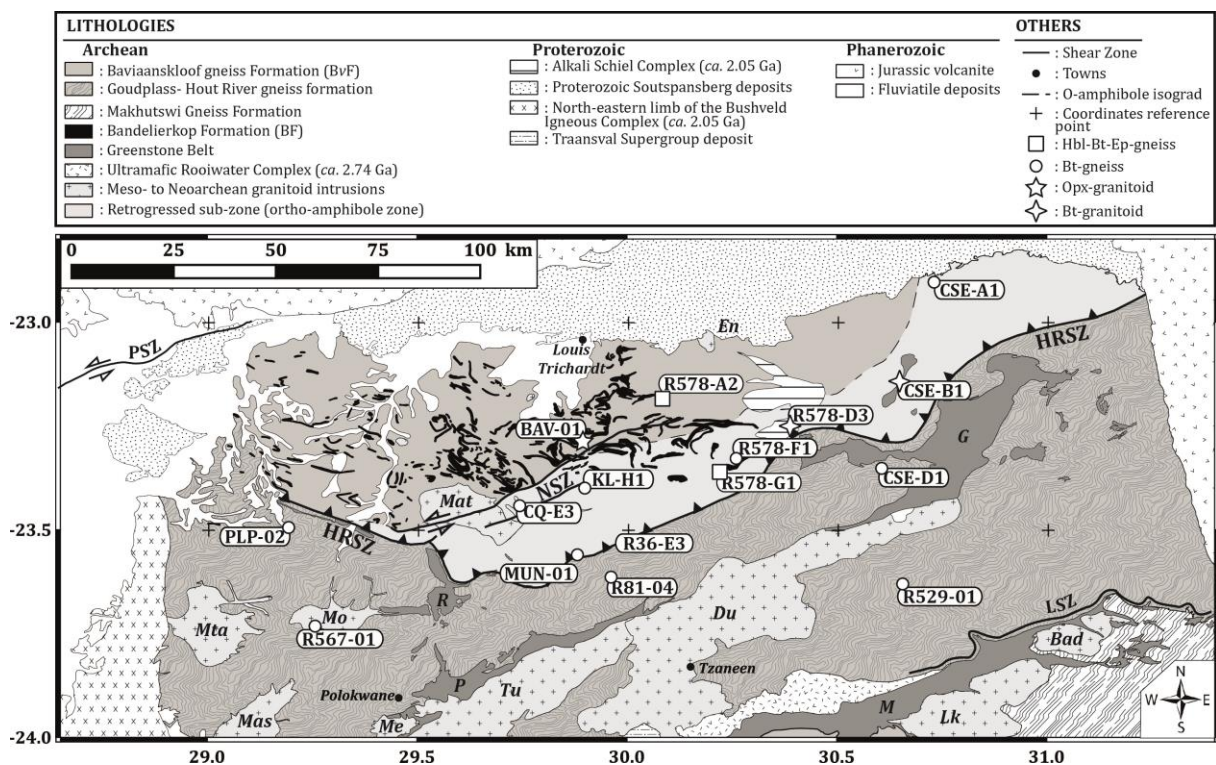 LITHOLOGIES
Archean
: Baviaanskloof gneiss Formation (BvF)
: Goudplass- Hout River gneiss formation
: Makhutswi Gneiss Formation
: Bandelierkop Formation (BF)
: Greenstone Belt
: Ultramafic Rooiwater Complex (ca. 2.74 Ga)
: Meso- to Neoarchean granitoid intrusions
: Retrogressed sub-zone (ortho-amphibole zone)
Proterozoic
: Alkali Schiel Complex (ca. 2.05 Ga)
: Proterozoic Soutspansberg deposits
: North-eastern limb of the Bushveld
Igneous Complex (ca. 2.05 Ga)
: Traansval Supergroup deposit
Phanerozoic
: Jurassic volcanite
: Fluviatile deposits
OTHERS
: Shear Zone
: Towns
: O-amphibole isograd
: Coordinates reference
point
: Hbl-Bt-Ep-gneiss
: Bt-gneiss
: Opx-granitoid
: Bt-granitoid
0 25 50 75 100 km
CSE-A1
-23.0
PSZ
En
HRSZ
Louis
Trichardt
R578-A2
CSE-B1
R578-D3
BAV-01
R578-F1
G
NSZ
KL-H1
R578-G1
CSE-D1
Mat
CQ-E3
-23.5
PLP-02
HRSZ
R36-E3
MUN-01
R81-04
R529-01
R
Mo
Du
LSZ
Mta
R567-01
Bad
Tzaneen
Polokwane
P
Tu
M
Mas
Me
Lk
N
W E
S
-24.0
29.0 29.5 30.0 30.5 31.0